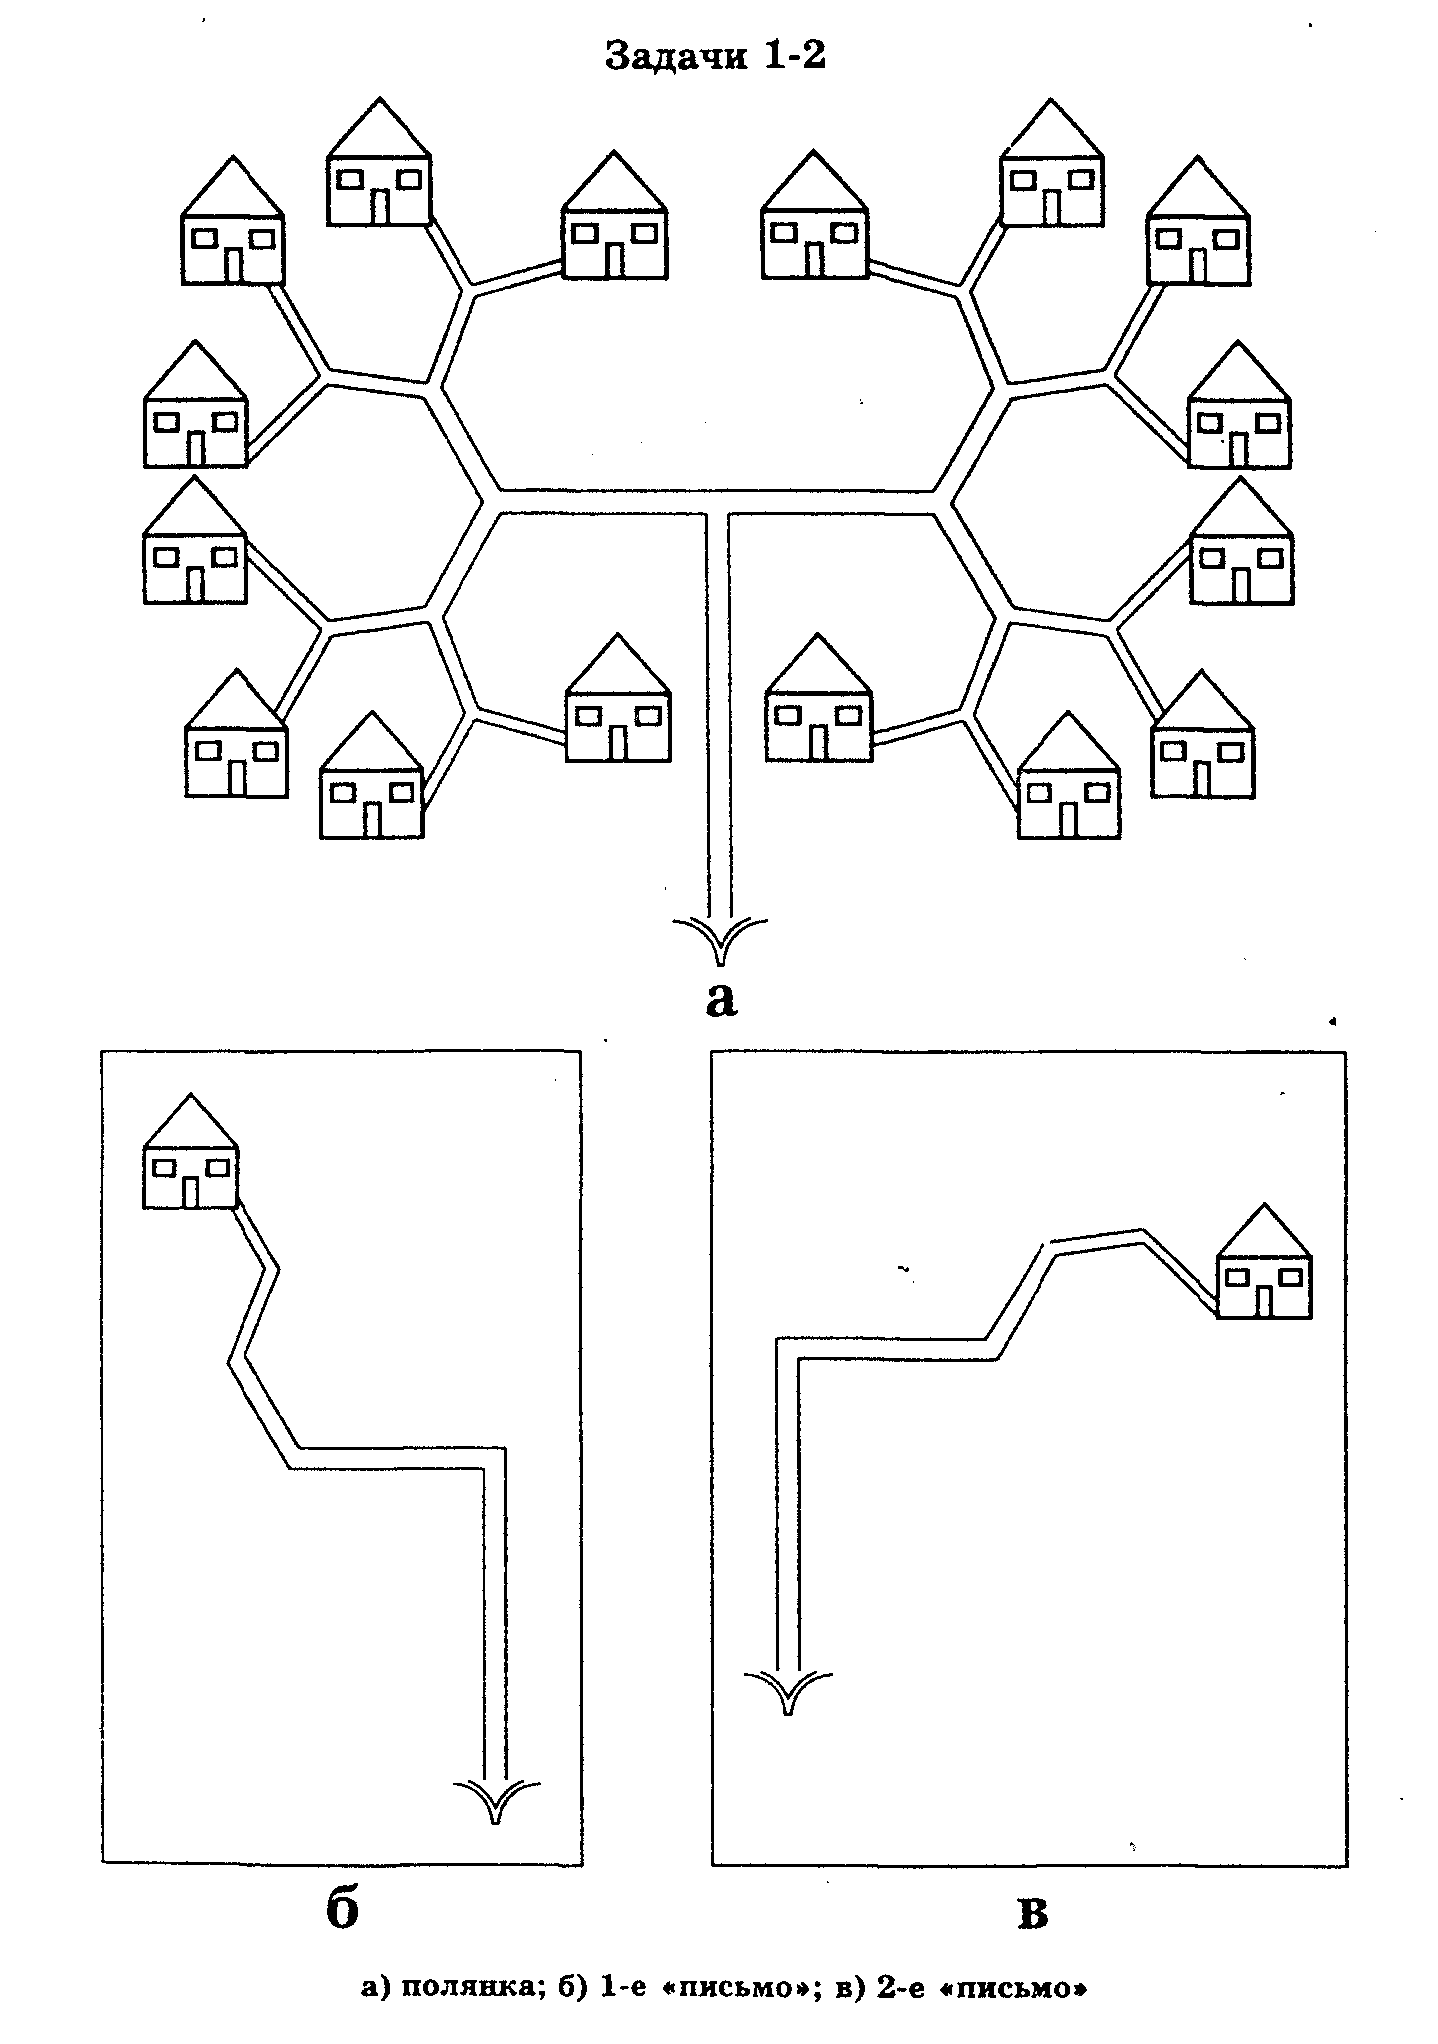 Задачи 1-2
а
б
в
а) полянка; б) 1-е «письмо»; в) 2-е «письмо»